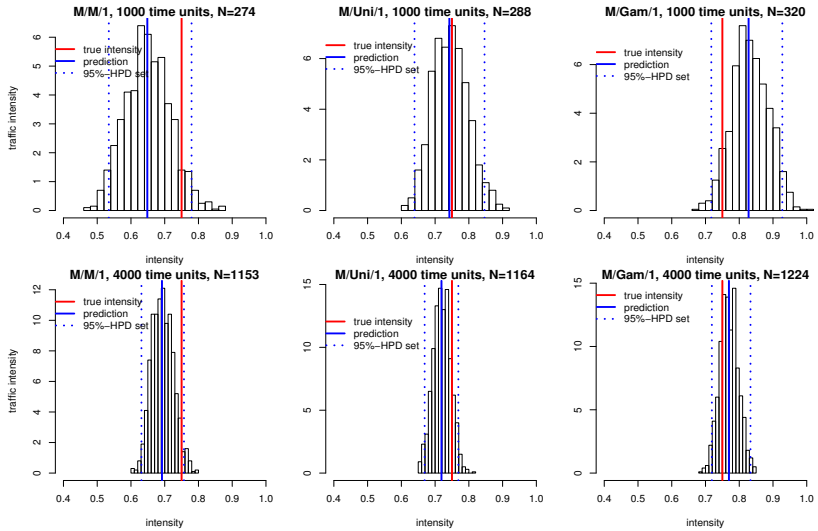 M/M/1, 1000 time units, N=274
true intensity
prediction
95%−HPD set
traffic intensity
0 1 2 3 4 5 6
0.4 0.5 0.6 0.7 0.8 0.9 1.0
intensity
M/Uni/1, 1000 time units, N=288
true intensity
prediction
95%−HPD set
0 2 4 6
0.4 0.5 0.6 0.7 0.8 0.9 1.0
intensity
M/Gam/1, 1000 time units, N=320
true intensity
prediction
95%−HPD set
0 2 4 6
0.4 0.5 0.6 0.7 0.8 0.9 1.0
intensity
M/M/1, 4000 time units, N=1153
true intensity
prediction
95%−HPD set
traffic intensity
0 2 4 6 8 10 12
0.4 0.5 0.6 0.7 0.8 0.9 1.0
intensity
M/Uni/1, 4000 time units, N=1164
true intensity
prediction
95%−HPD set
0 5 10 15
0.4 0.5 0.6 0.7 0.8 0.9 1.0
intensity
M/Gam/1, 4000 time units, N=1224
true intensity
prediction
95%−HPD set
0 5 10 15
0.4 0.5 0.6 0.7 0.8 0.9 1.0
intensity